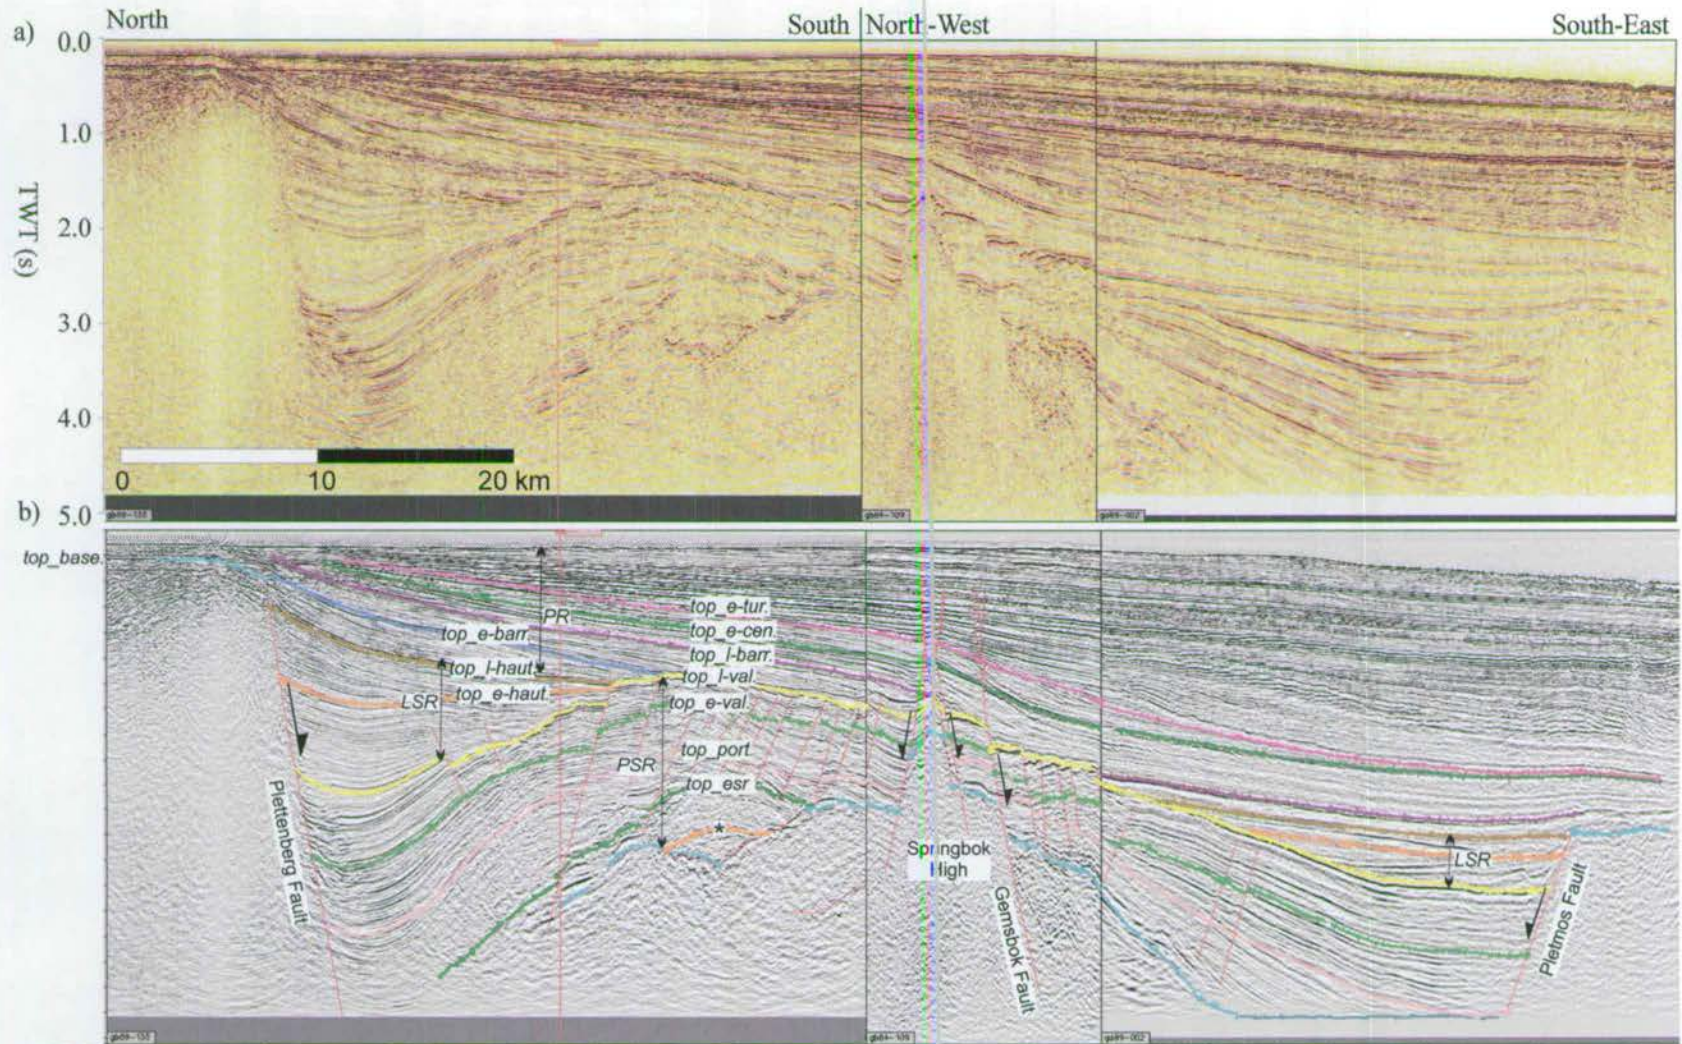 a)
North
South
North-West
South-East
0.0
1.0
2.0
3.0
4.0
5.0
TWT (s)
0 10 20 km
b)
top_base.
PR
top_e-tur.
top_e-cen.
top_e-barr.
top_l-barr.
top_l-haut.
top_l-val.
top_e-haut.
LSR
top_e-val.
top_port.
PSR
top_esr
*
Plettenberg Fault
Springbok
High
Gemsbok Fault
LSR
Pletmos Fault